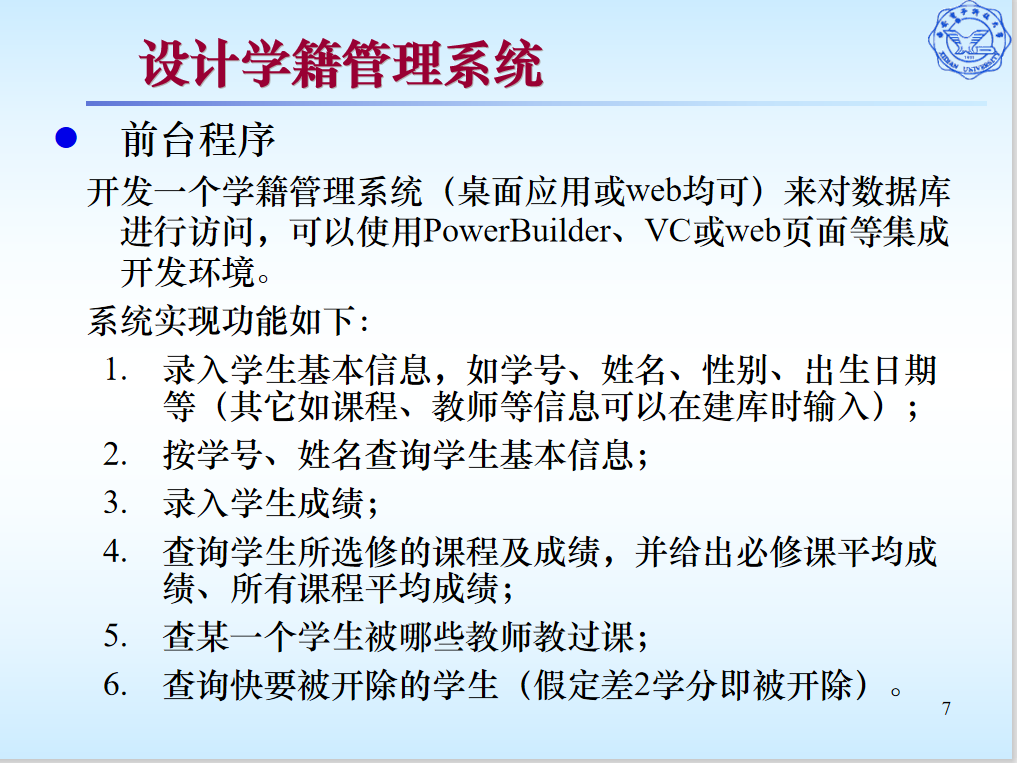 设计学籍管理系统
● 前台程序
开发一个学籍管理系统（桌面应用或web均可）来对数据库
进行访问，可以使用PowerBuilder、VC或web页面等集成
开发环境。
系统实现功能如下：
1. 录入学生基本信息，如学号、姓名、性别、出生日期
等（其它如课程、教师等信息可以在建库时输入）；
2. 按学号、姓名查询学生基本信息；
3. 录入学生成绩；
4. 查询学生所选修的课程及成绩，并给出必修课平均成
绩、所有课程平均成绩；
5. 查某一个学生被哪些教师教过课；
6. 查询快要被开除的学生（假定差2学分即被开除）。
7